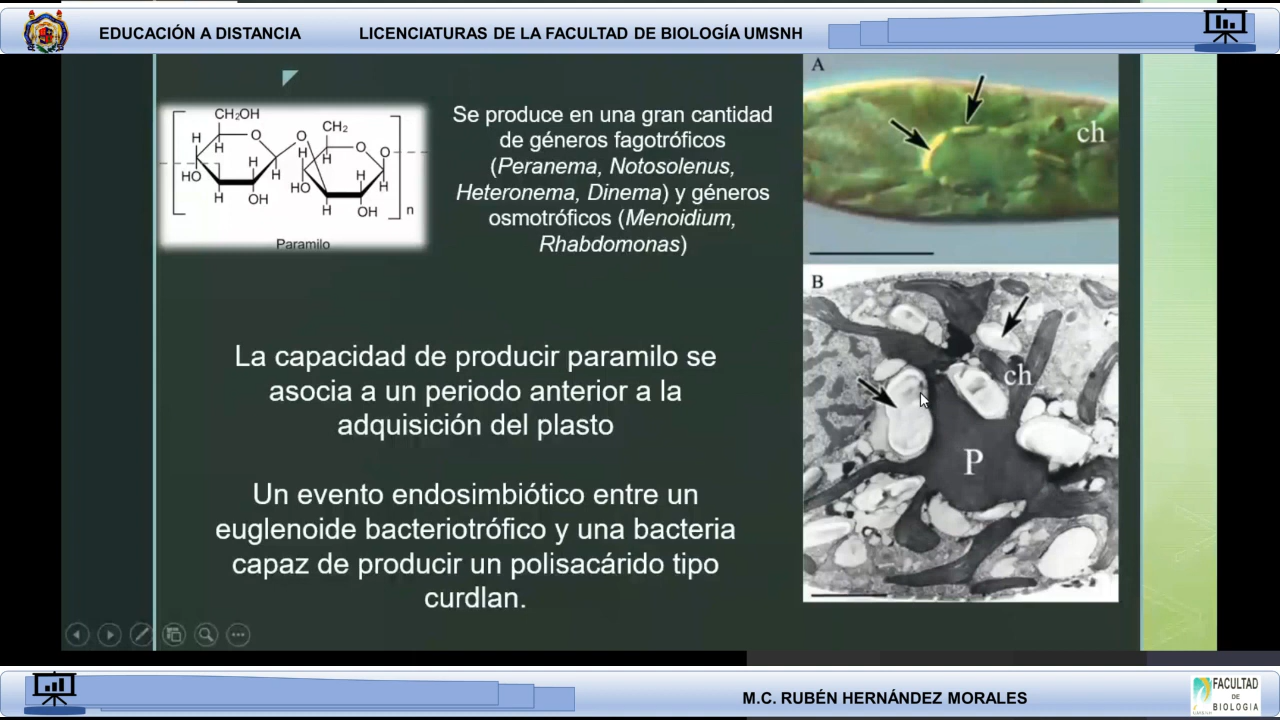 EDUCACIÓN A DISTANCIA
LICENCIATURAS DE LA FACULTAD DE BIOLOGÍA UMSNH
CH₂OH
H
O
H
HO
H
H
OH
H
O
CH₂
H
O
O
HO
H
H
H
OH
n
Paramilo
Se produce en una gran cantidad
de géneros fagotróficos
(Peranema, Notosolenus,
Heteronema, Dinema) y géneros
osmotróficos (Menoidium,
Rhabdomonas)
La capacidad de producir paramilo se
asocia a un periodo anterior a la
adquisición del plasto
Un evento endosimbiótico entre un
euglenoide bacteriotrófico y una bacteria
capaz de producir un polisacárido tipo
curdlan.
A
ch
B
ch
P
M.C. RUBÉN HERNÁNDEZ MORALES
FACULTAD
DE
BIOLOGIA